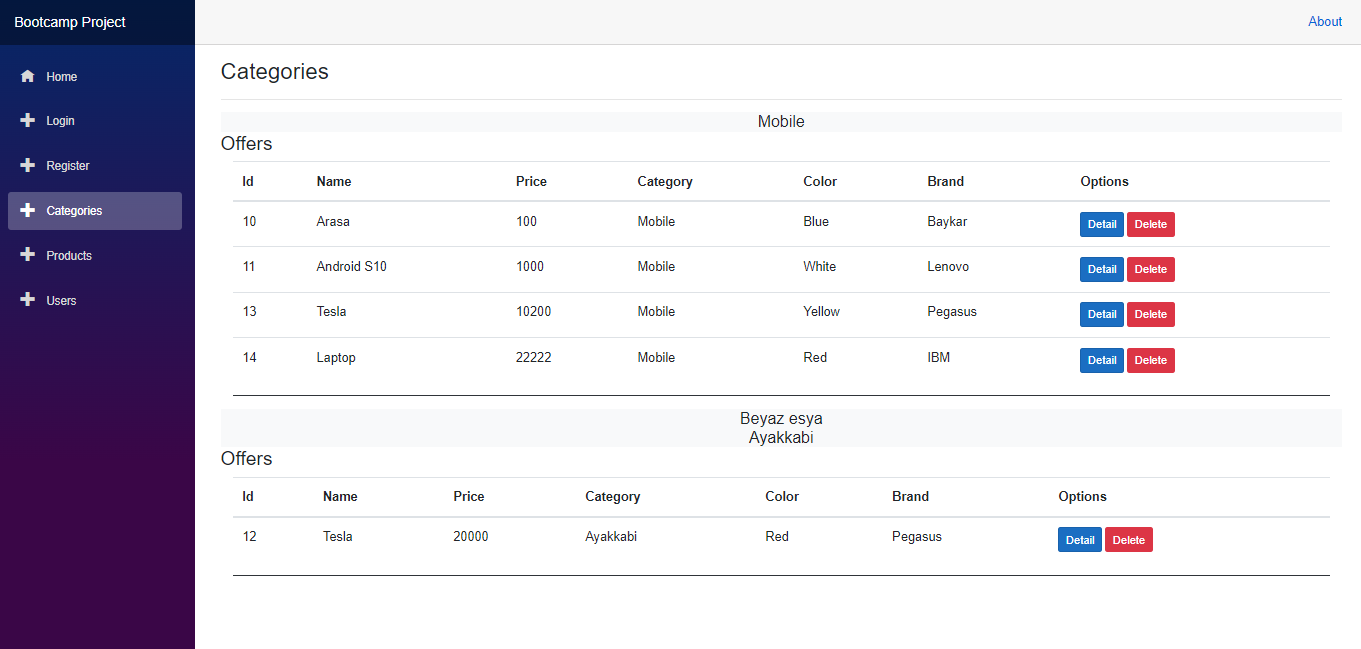 Bootcamp Project
About
Home
Login
Register
Categories
Products
Users
Categories
Mobile
Offers
Id Name Price Category Color Brand Options
10 Arasa 100 Mobile Blue Baykar Detail Delete
11 Android S10 1000 Mobile White Lenovo Detail Delete
13 Tesla 10200 Mobile Yellow Pegasus Detail Delete
14 Laptop 22222 Mobile Red IBM Detail Delete
Beyaz esya
Ayakkabi
Offers
Id Name Price Category Color Brand Options
12 Tesla 20000 Ayakkabi Red Pegasus Detail Delete